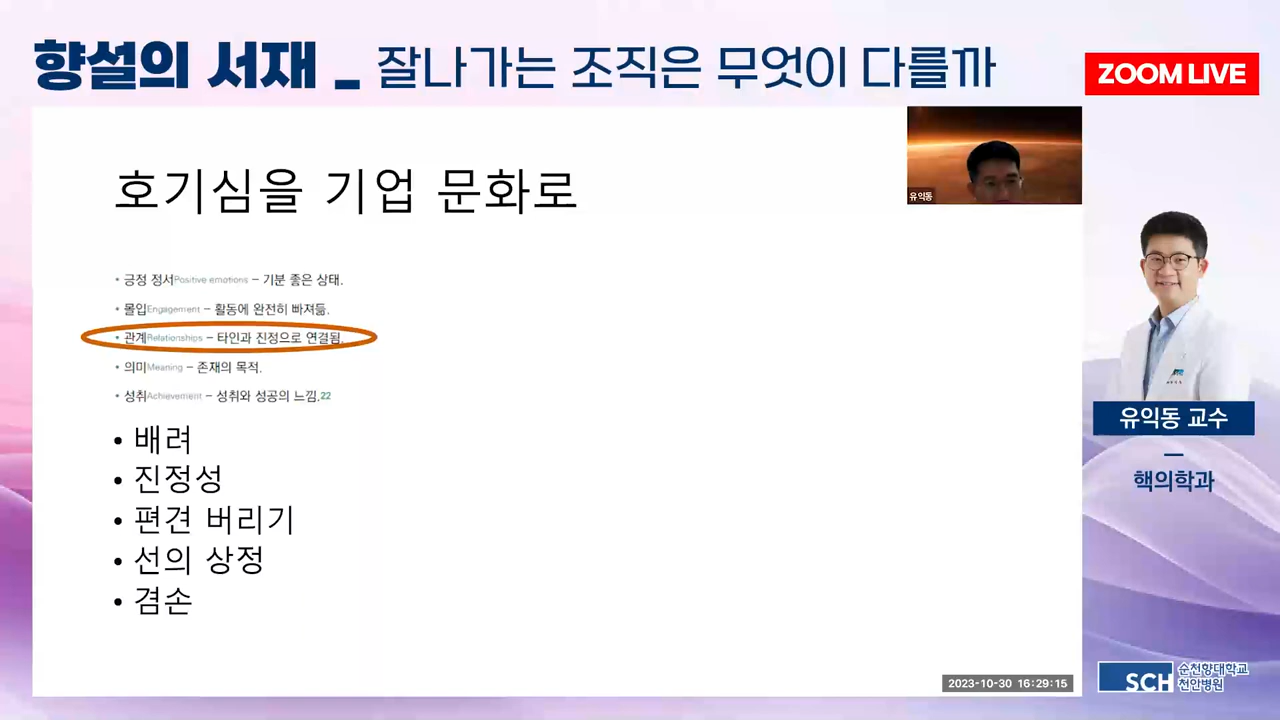 향설의 서재 _ 잘나가는 조직은 무엇이 다를까
ZOOM LIVE
호기심을 기업 문화로
유익동
• 긍정 정서Positive emotions – 기분 좋은 상태.
• 몰입Engagement – 활동에 완전히 빠져듦.
• 관계Relationships – 타인과 진정으로 연결됨.
• 의미Meaning – 존재의 목적.
• 성취Achievement – 성취와 성공의 느낌.22
• 배려
• 진정성
• 편견 버리기
• 선의 상정
• 겸손
유익동 교수
핵의학과
SCH 순천향대학교
천안병원
2023-10-30 16:29:15